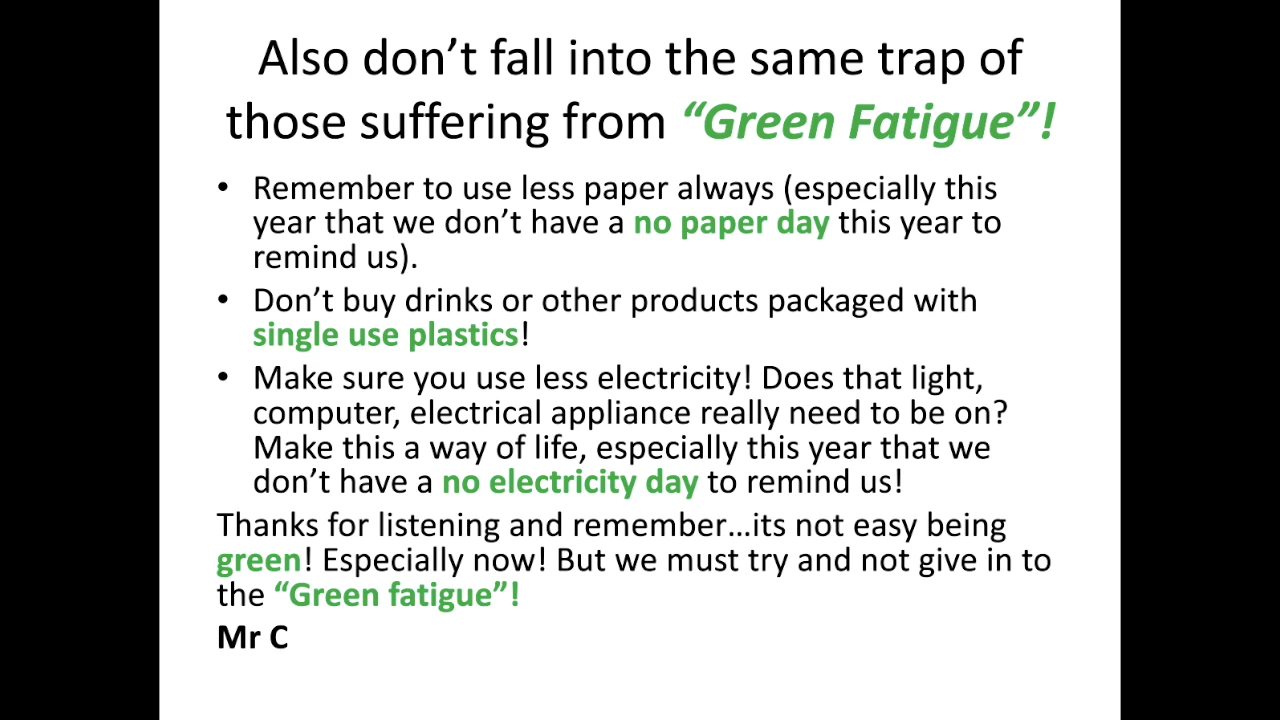 Also don’t fall into the same trap of
those suffering from “Green Fatigue”!
• Remember to use less paper always (especially this
year that we don’t have a no paper day this year to
remind us).
• Don’t buy drinks or other products packaged with
single use plastics!
• Make sure you use less electricity! Does that light,
computer, electrical appliance really need to be on?
Make this a way of life, especially this year that we
don’t have a no electricity day to remind us!
Thanks for listening and remember...its not easy being
green! Especially now! But we must try and not give in to
the “Green fatigue”!
Mr C